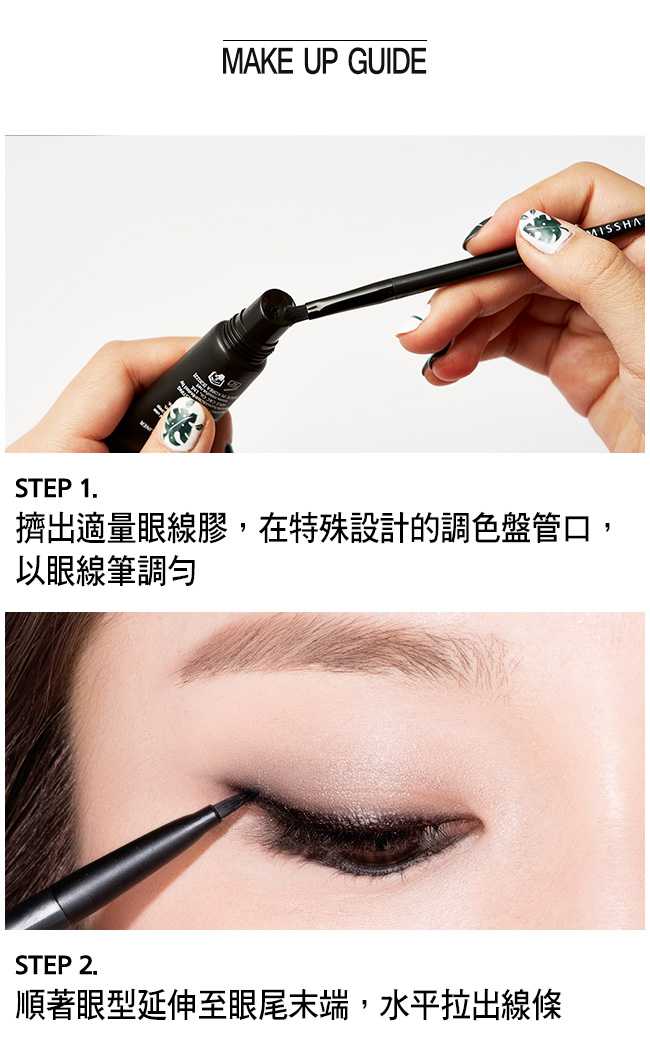 MAKE UP GUIDE
MISSHA
STEP 1.
擠出適量眼線膠，在特殊設計的調色盤管口，
以眼線筆調勻
STEP 2.
順著眼型延伸至眼尾末端，水平拉出線條